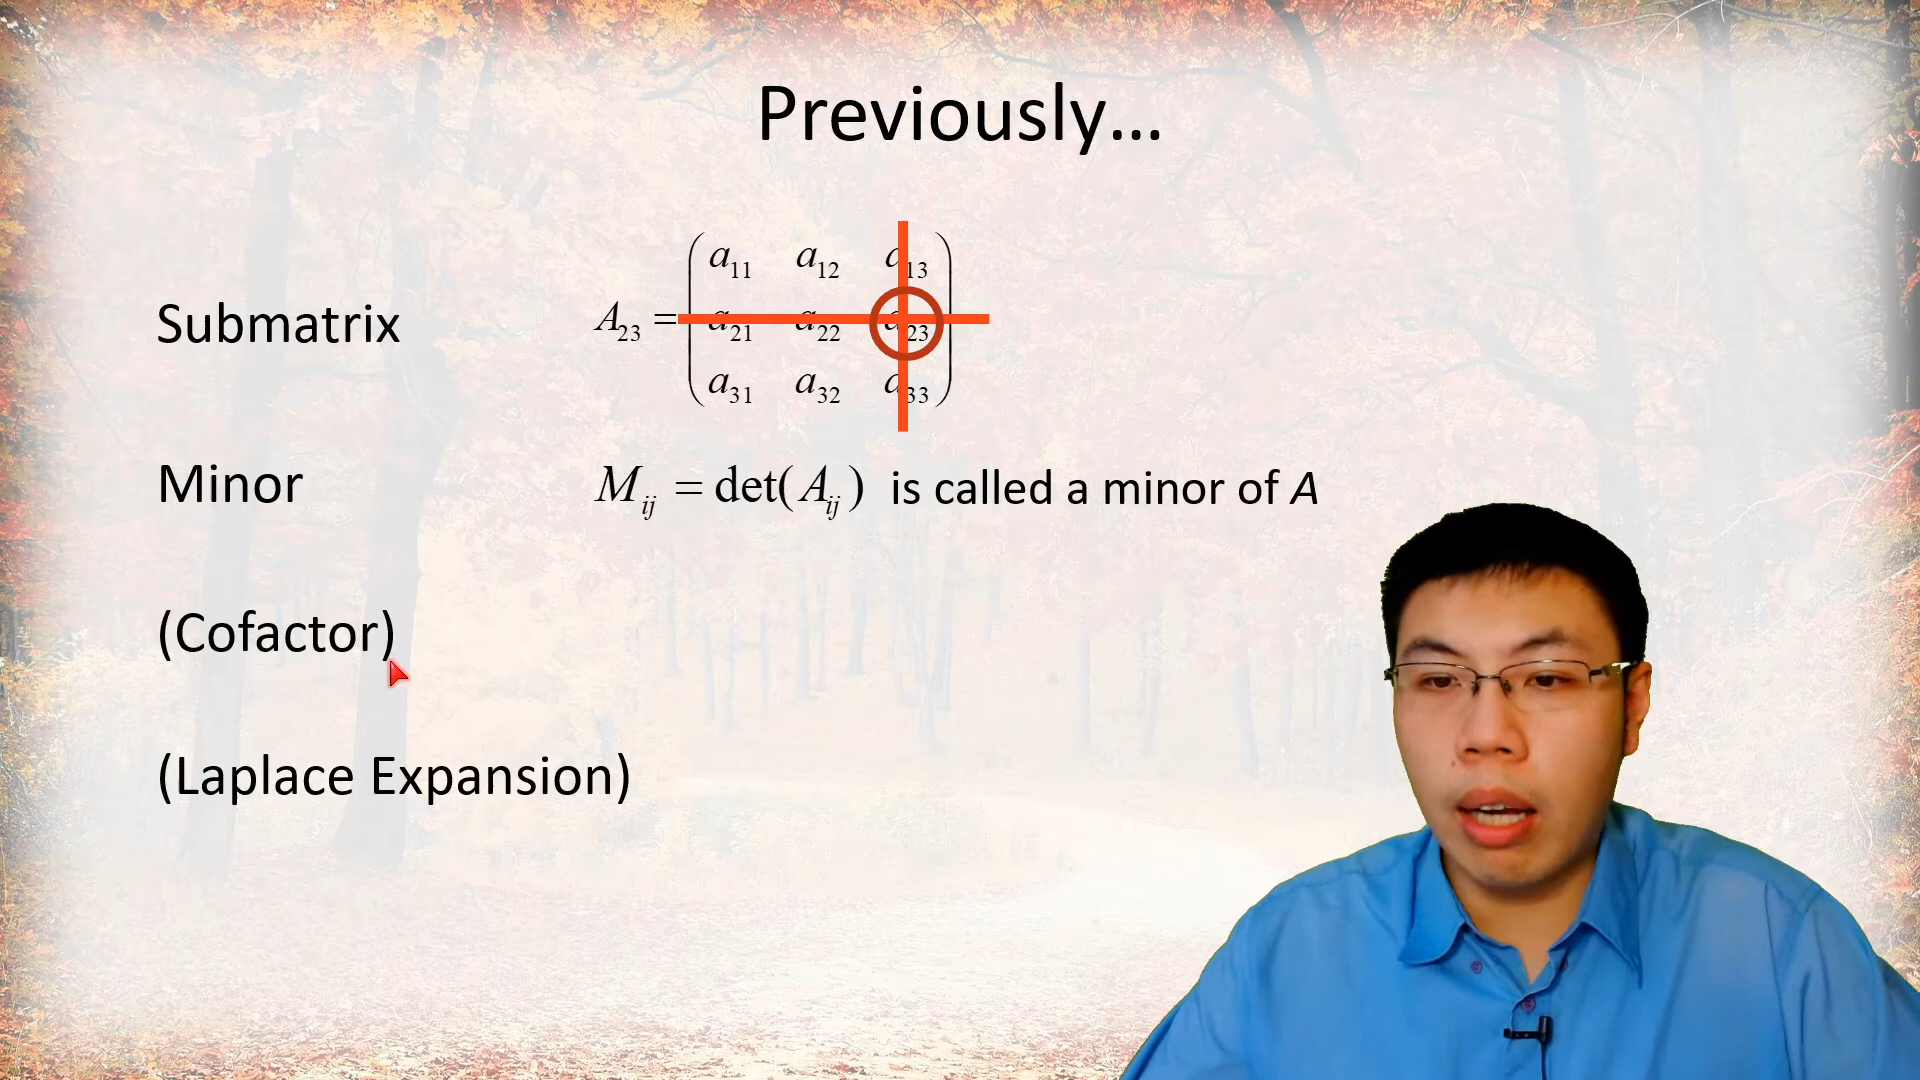 Previously...
a11 a12 a13
Submatrix A23 = a21 a22 a23
a31 a32 a33
Minor Mij = det(Aij) is called a minor of A
(Cofactor)
(Laplace Expansion)